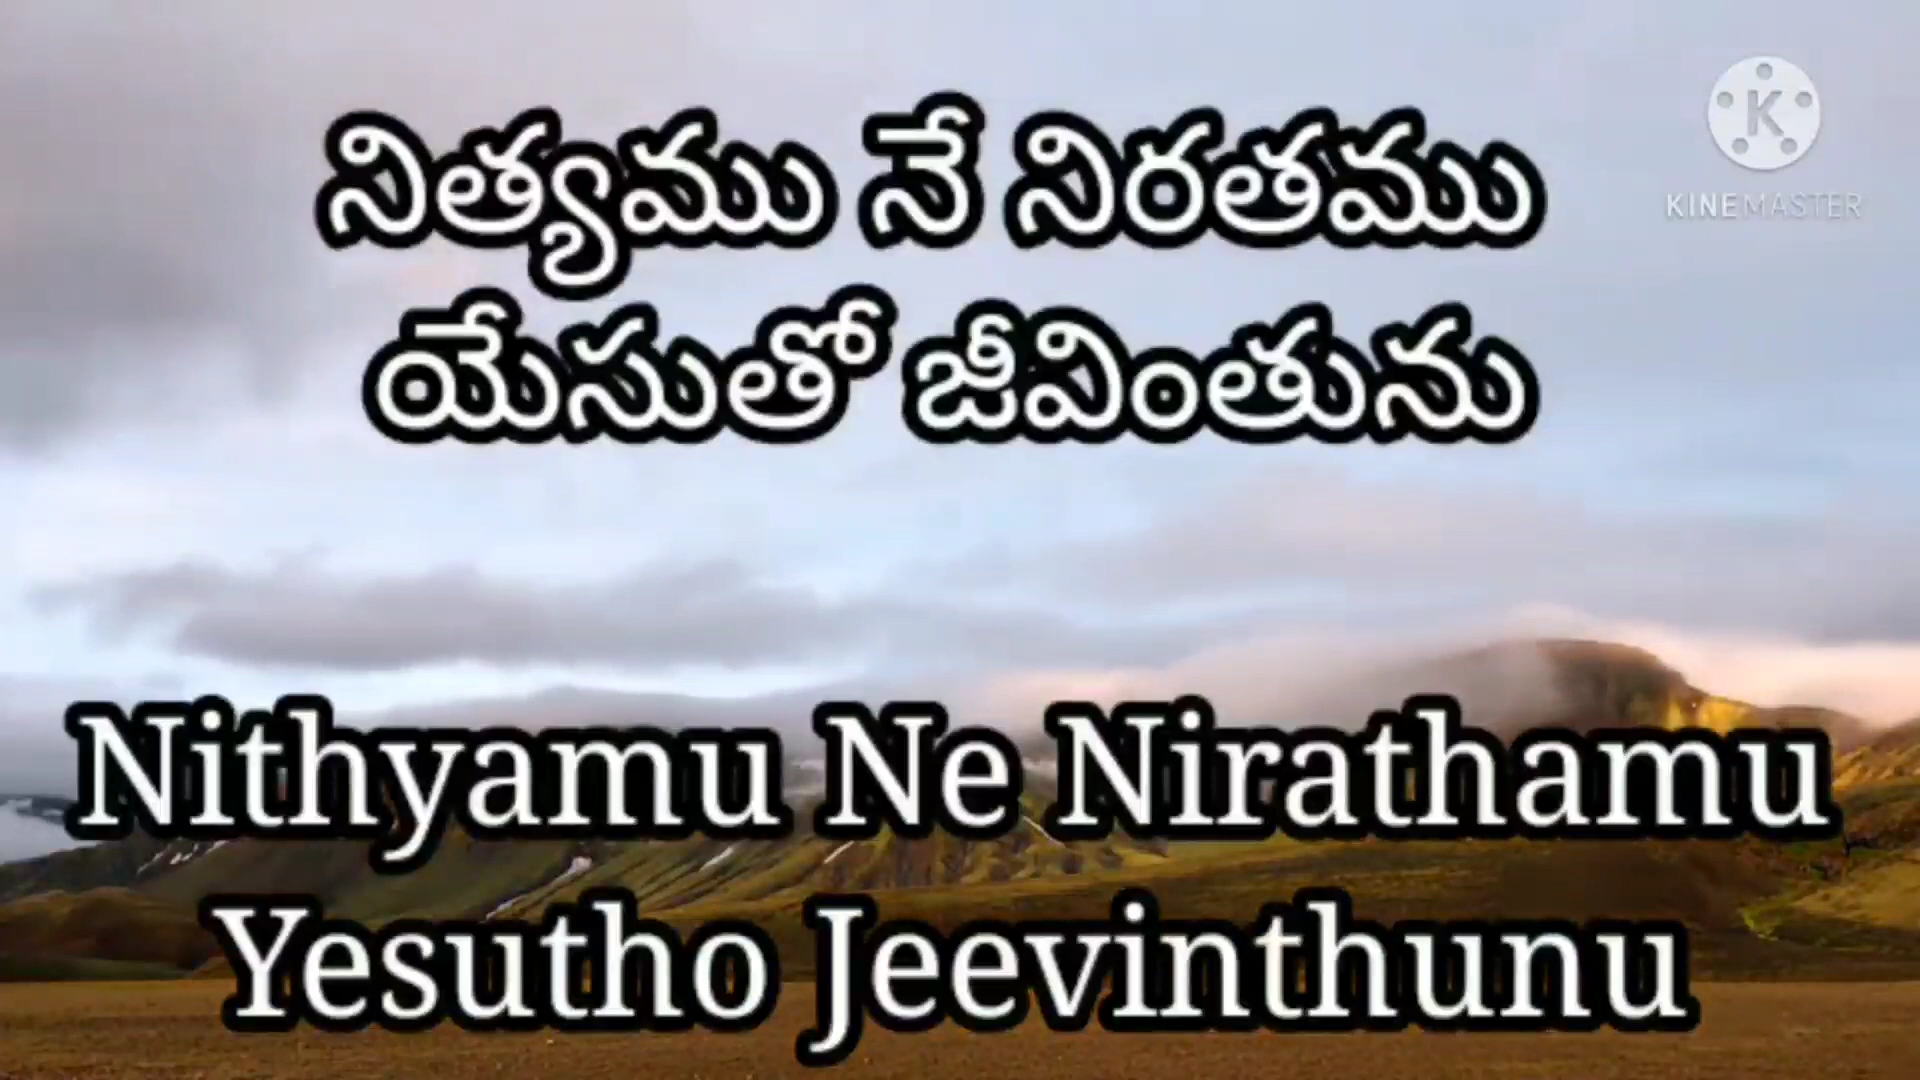 నిత్యము నే నిరతము
యేసుతో జీవింతును
Nithyamu Ne Nirathamu
Yesutho Jeevinthunu
K
KINEMASTER